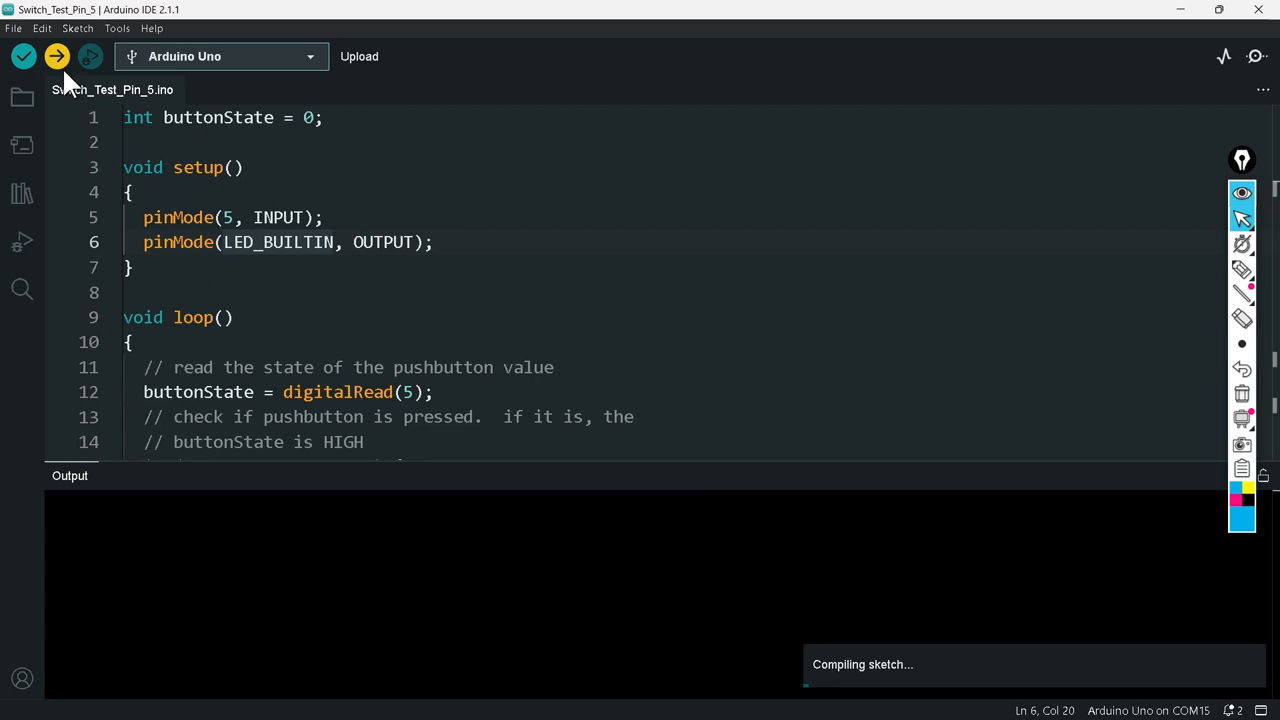 Switch_Test_Pin_5 | Arduino IDE 2.1.1
File Edit Sketch Tools Help
Arduino Uno
Upload
_Test_Pin_5.ino
1 int buttonState = 0;
2
3 void setup()
4 {
5 pinMode(5, INPUT);
6 pinMode(LED_BUILTIN, OUTPUT);
7 }
8
9 void loop()
10 {
11 // read the state of the pushbutton value
12 buttonState = digitalRead(5);
13 // check if pushbutton is pressed.  if it is, the
14 // buttonState is HIGH
Output
Compiling sketch...
Ln 6, Col 20 Arduino Uno on COM15 2